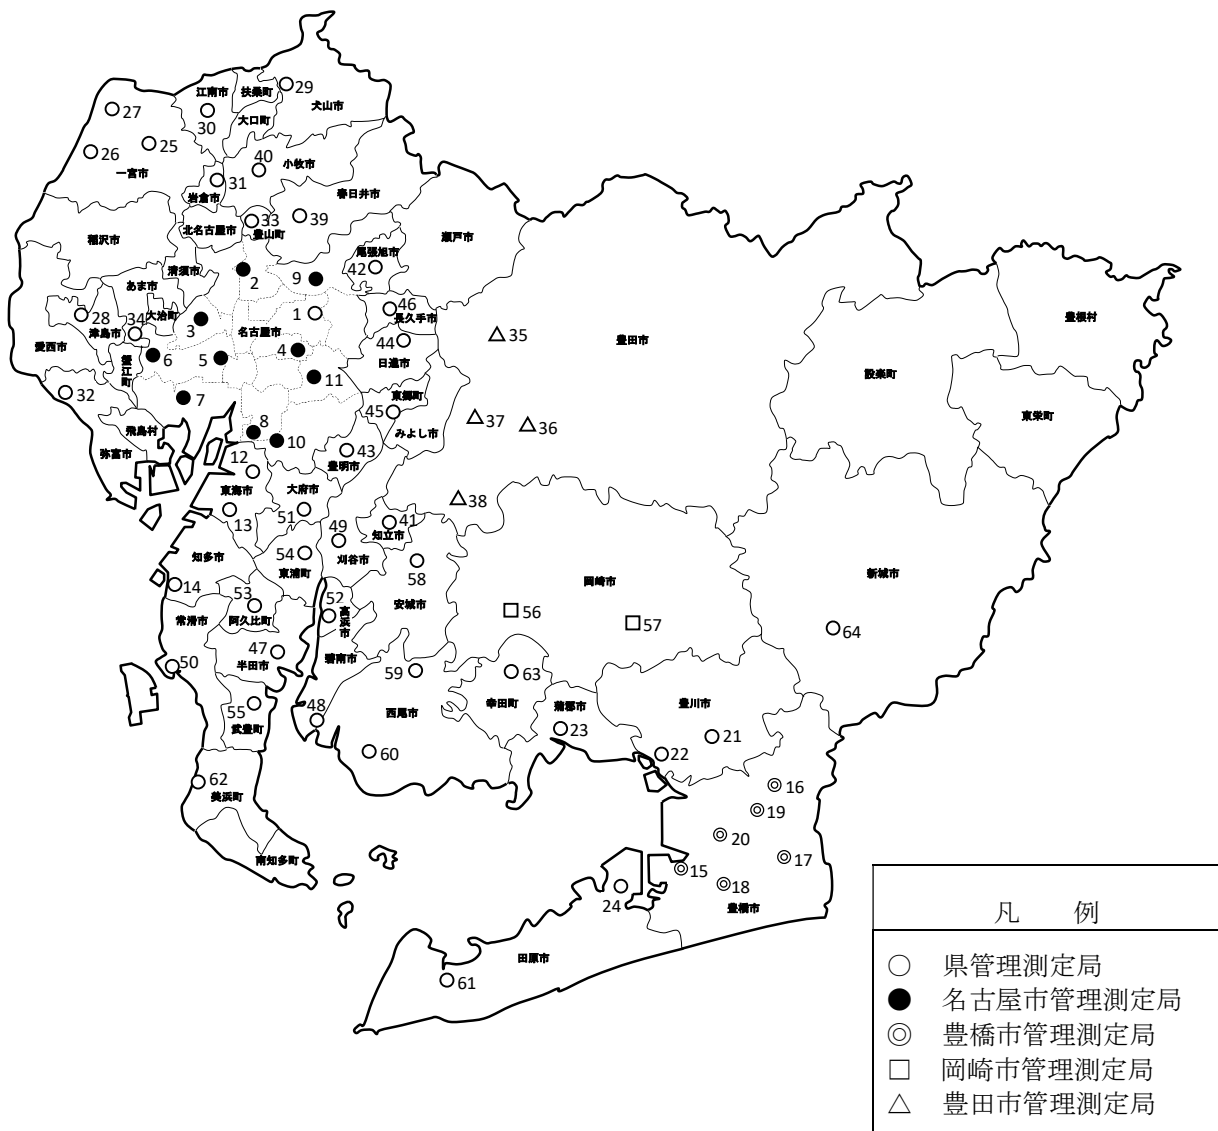 29
江南市
扶桑町
犬山市
27
大口町
30
25
26
40
小牧市
一宮市
31
岩倉市
春日井市
33
39
北名古屋市
豊山町
稲沢市
瀬戸市
尾張旭市
清須市
42
2
9
あま市
46
28
大治町
1
長久手市
豊根村
34
3
名古屋市
津島市
35
豊田市
44
愛西市
6
5
4
日進市
蟹江町
11
設楽町
32
7
東郷町
45
37
東栄町
飛島村
8
36
みよし市
弥富市
10
43
12
豊明市
東海市
大府市
38
13
51
49
41
知立市
知多市
54
刈谷市
東浦町
58
岡崎市
新城市
14
53
52
安城市
56
常滑市
阿久比町
高浜市
57
64
47
50
半田市
碧南市
59
63
55
48
西尾市
幸田町
蒲郡市
豊川市
武豊町
23
21
60
22
62
16
美浜町
19
20
南知多町
17
15
18
24
豊橋市
田原市
61
凡 例
○ 県管理測定局
● 名古屋市管理測定局
◎ 豊橋市管理測定局
□ 岡崎市管理測定局
△ 豊田市管理測定局